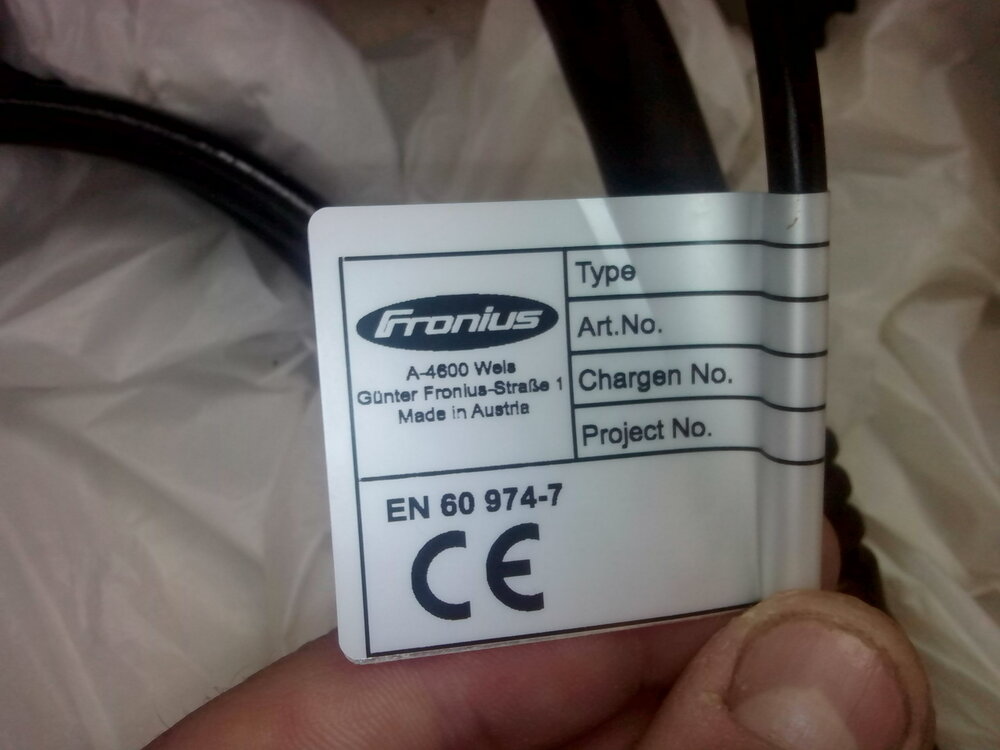 Fronius
A-4600 Wels
Günter Fronius-Straße 1
Made in Austria
Type
Art.No.
Chargen No.
Project No.
EN 60 974-7
CE